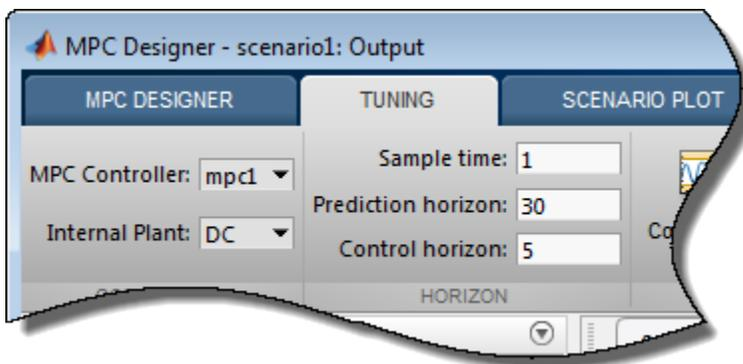 MPC Designer - scenario1: Output
MPC DESIGNER
TUNING
SCENARIO PLOT
MPC Controller: mpc1
Internal Plant: DC
Sample time: 1
Prediction horizon: 30
Control horizon: 5
HORIZON